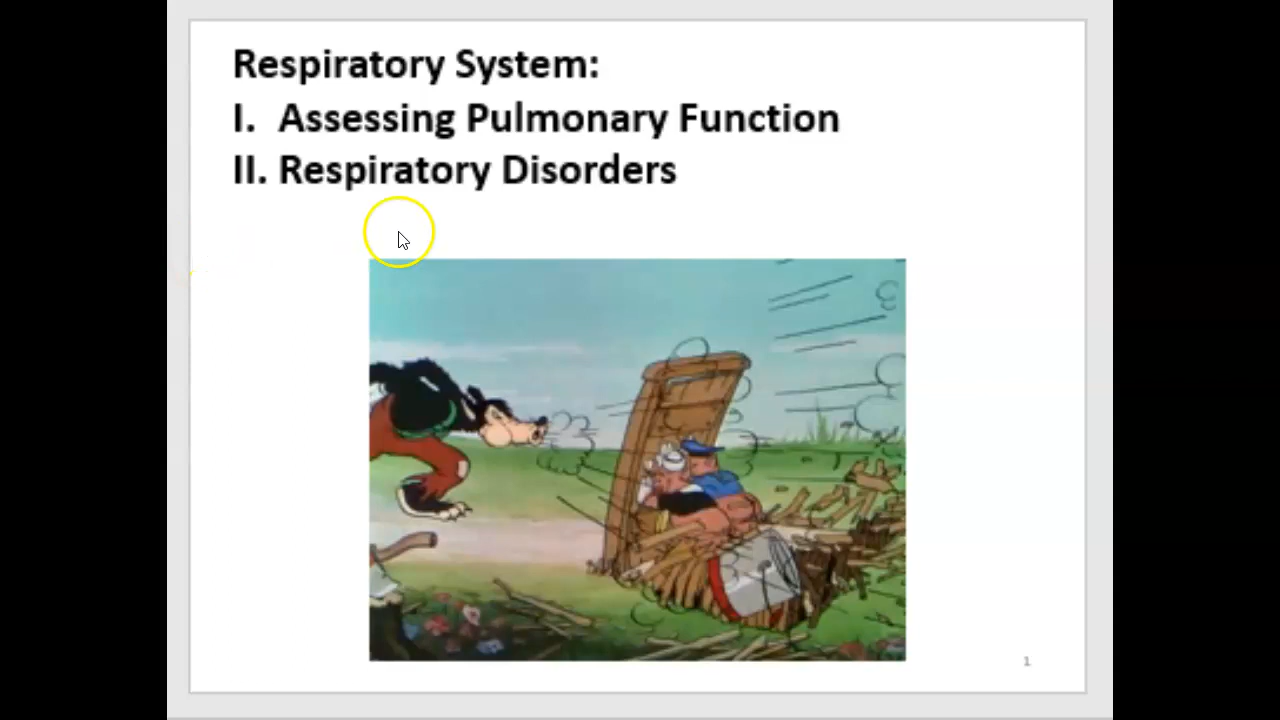 Respiratory System:
I. Assessing Pulmonary Function
II. Respiratory Disorders
1